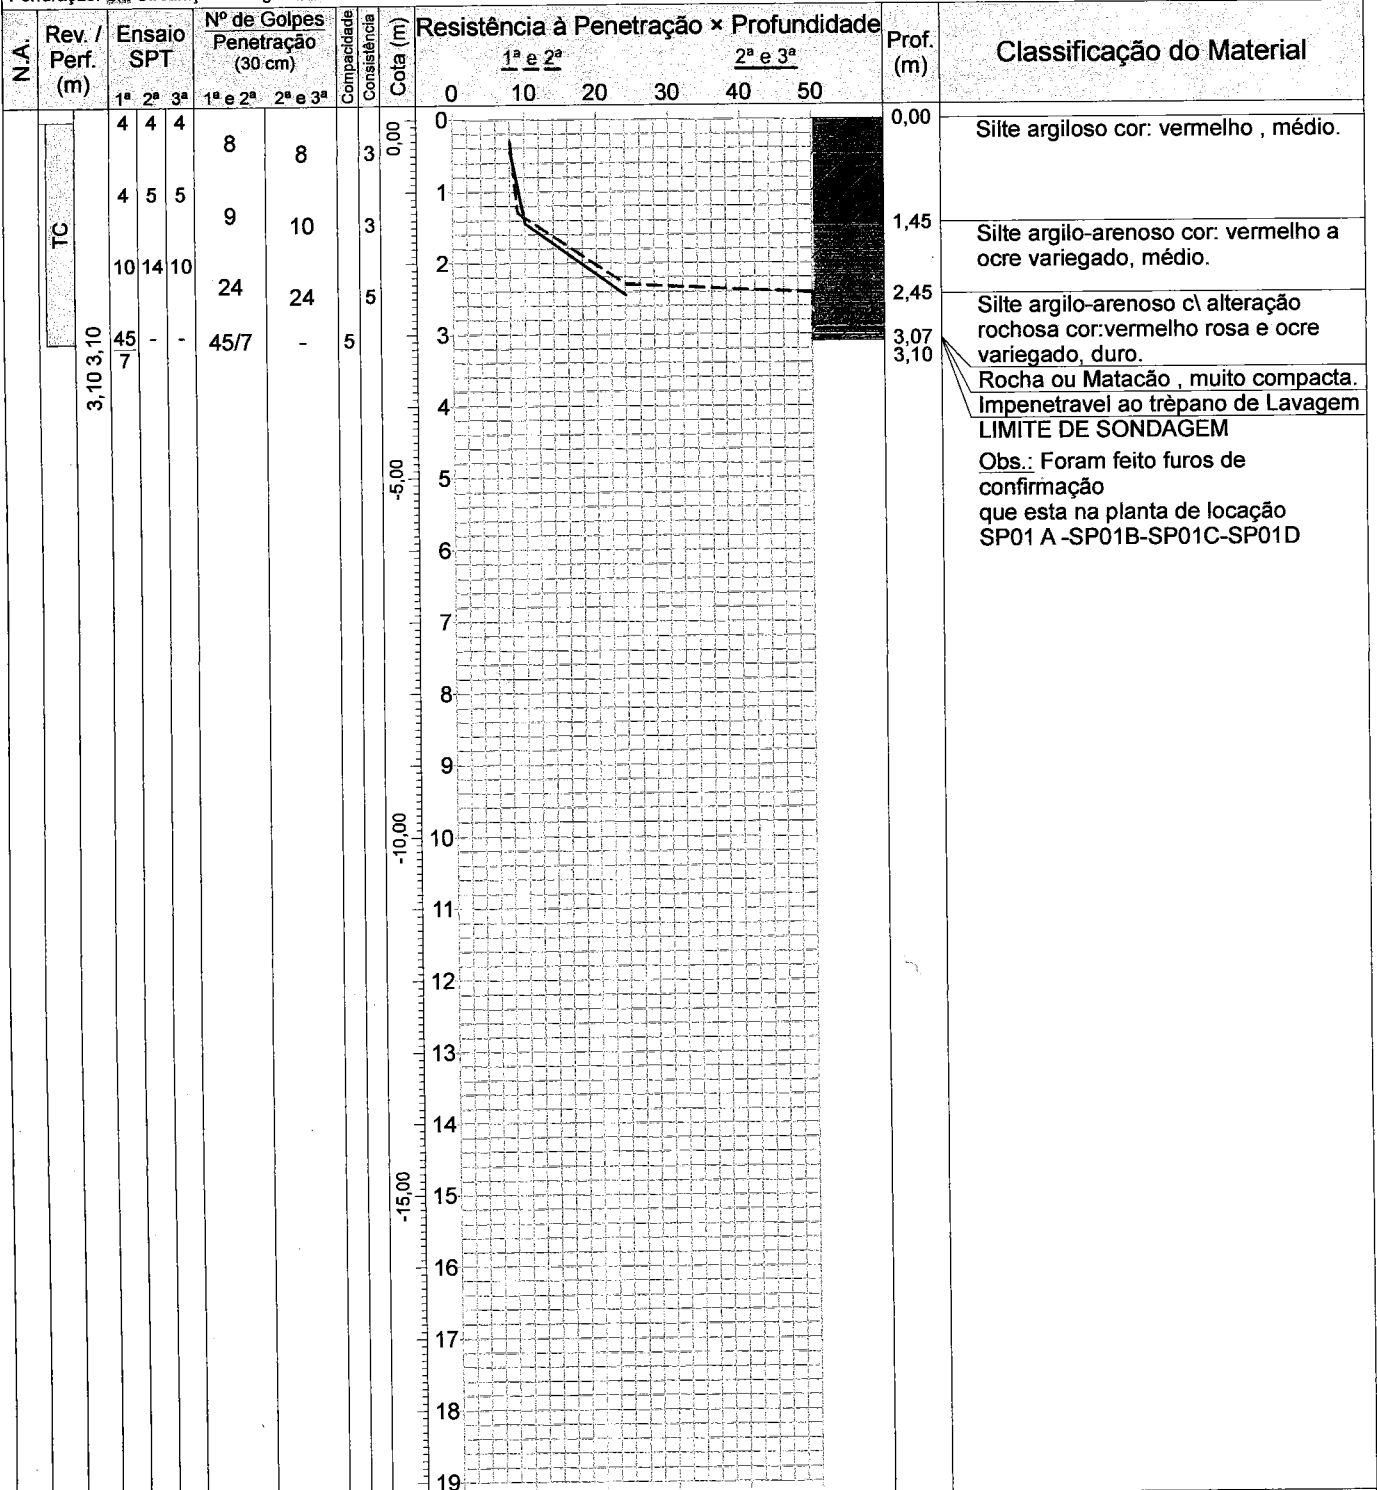 N.A.
Rev. / Perf. (m)
Ensaio SPT
1ª 2ª 3ª
Nº de Golpes
Penetração
(30 cm)
1ª e 2ª 2ª e 3ª
Compacidade
Consistência
Cota (m)
Resistência à Penetração × Profundidade
1ª e 2ª 2ª e 3ª
0 10 20 30 40 50
Prof. (m)
Classificação do Material
TC
3,10 3,10
4 4 4 8 8 3
4 5 5 9 10 3
10 14 10 24 24 5
45/7 - - 45/7 - 5
0,00
-5,00
-10,00
-15,00
0
1
2
3
4
5
6
7
8
9
10
11
12
13
14
15
16
17
18
19
0,00
1,45
2,45
3,07
3,10
Silte argiloso cor: vermelho , médio.
Silte argilo-arenoso cor: vermelho a
ocre variegado, médio.
Silte argilo-arenoso c\ alteração
rochosa cor:vermelho rosa e ocre
variegado, duro.
Rocha ou Matacão , muito compacta.
Impenetravel ao trèpano de Lavagem
LIMITE DE SONDAGEM
Obs.: Foram feito furos de
confirmação
que esta na planta de locação
SP01 A -SP01B-SP01C-SP01D